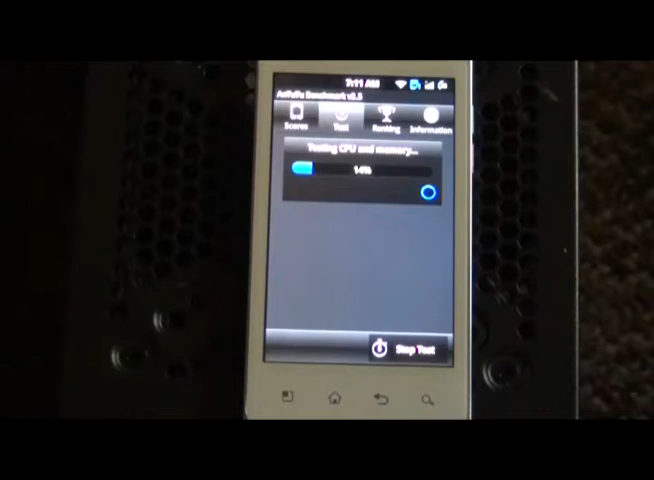 7:11 AM
AnTuTu Benchmark v2.5
Scores Test Ranking Information
Testing CPU and memory...
14%
Stop Test